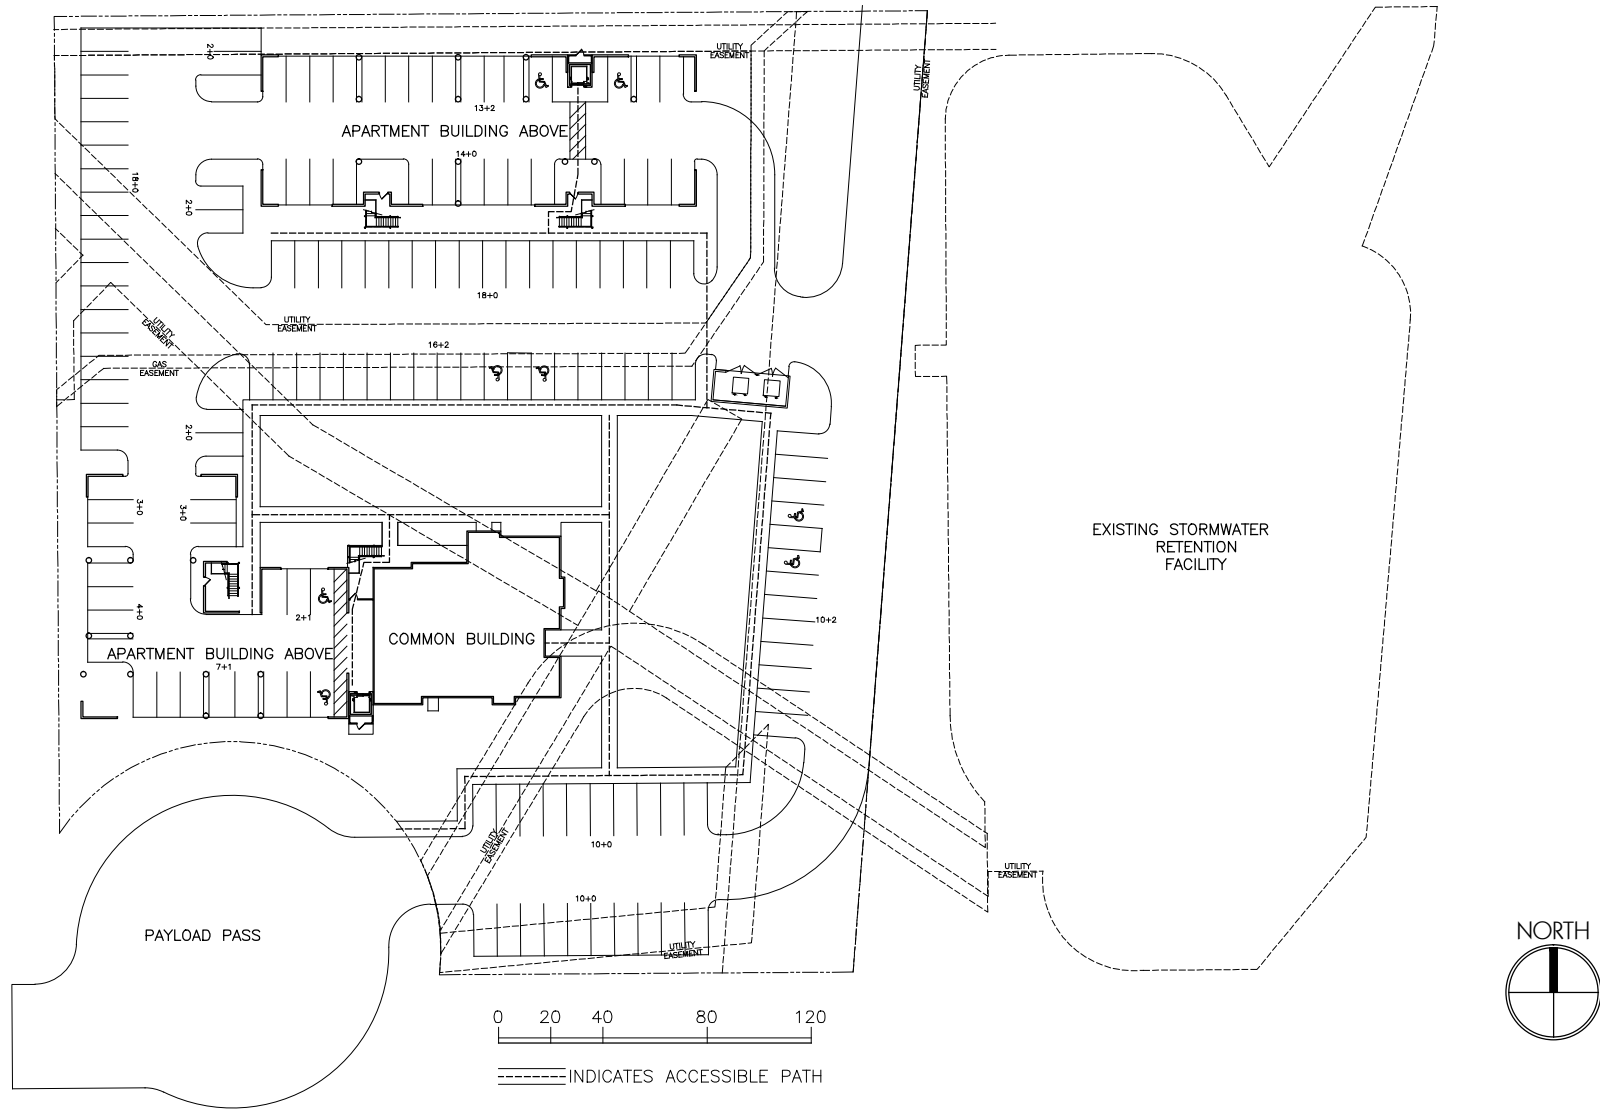 2+0
UTILITY
EASEMENT
UTILITY
EASEMENT
13+2
APARTMENT BUILDING ABOVE
14+0
18+0
2+0
18+0
UTILITY
EASEMENT
UTILITY
EASEMENT
16+2
GAS
EASEMENT
2+0
3+0
3+0
EXISTING STORMWATER
RETENTION
FACILITY
4+0
2+1
10+2
COMMON BUILDING
APARTMENT BUILDING ABOVE
7+1
UTILITY
EASEMENT
10+0
UTILITY
EASEMENT
10+0
PAYLOAD PASS
UTILITY
EASEMENT
NORTH
0 20 40 80 120
INDICATES ACCESSIBLE PATH